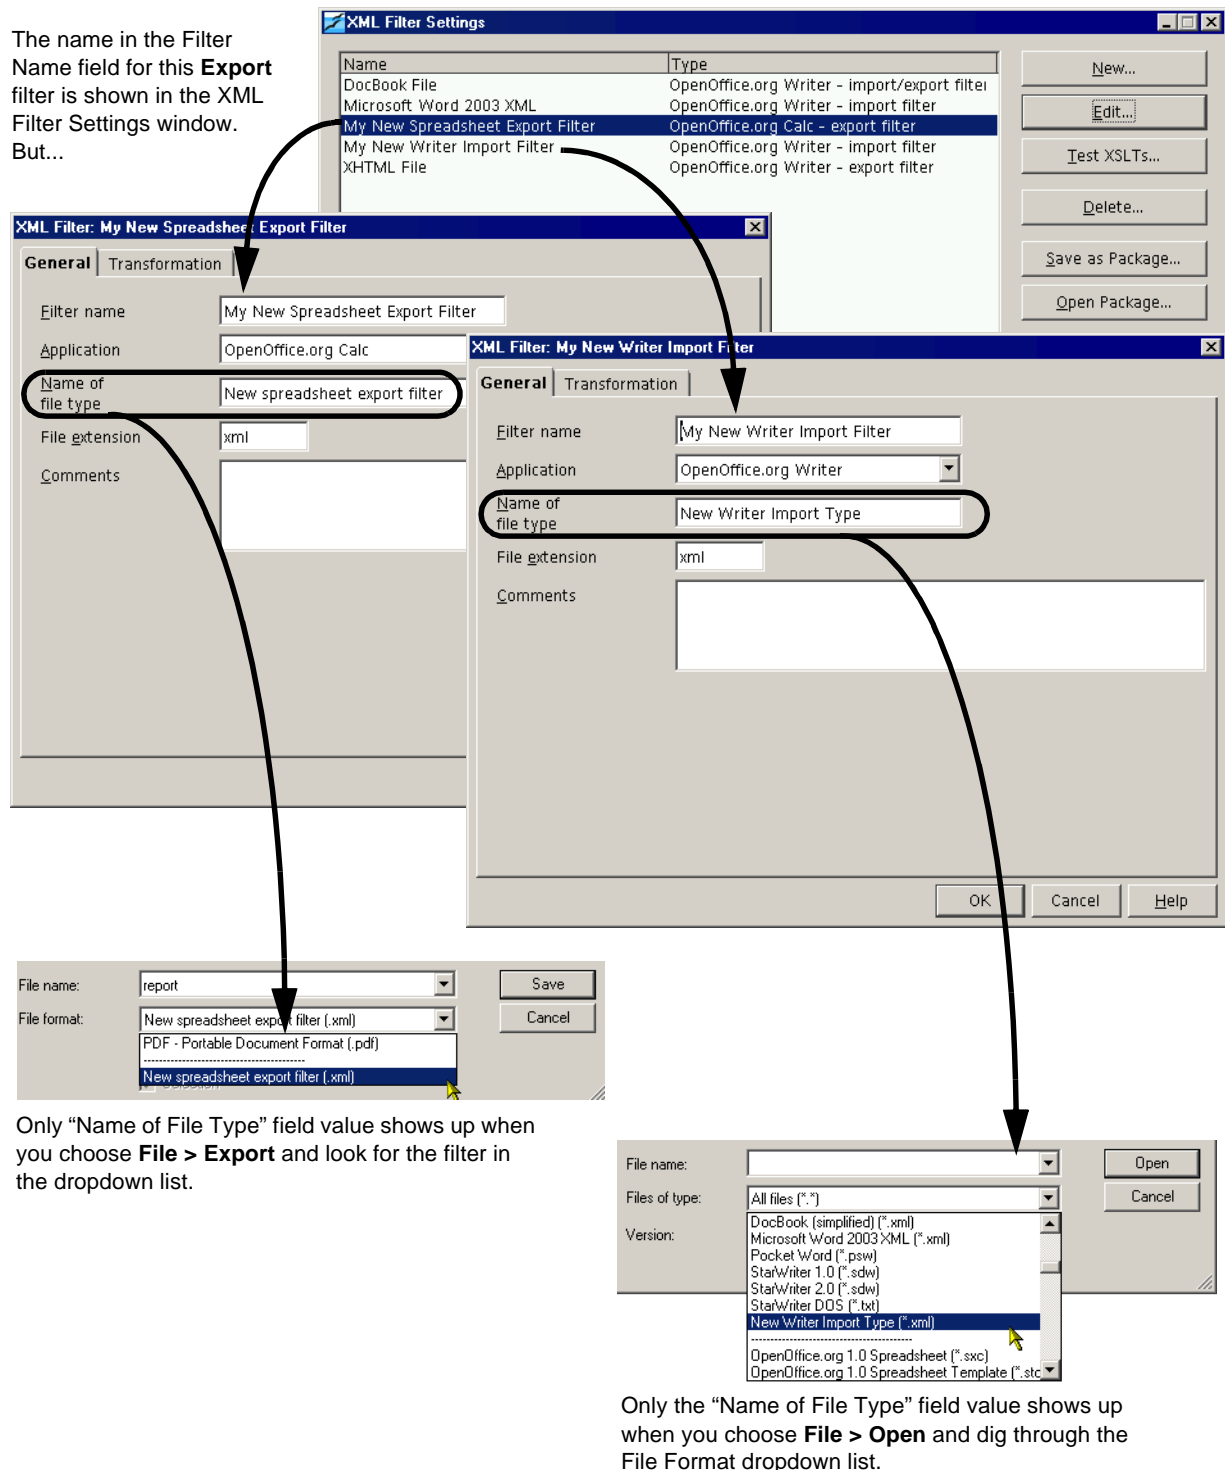 The name in the Filter
Name field for this Export
filter is shown in the XML
Filter Settings window.
But...
XML Filter Settings
Name Type
DocBook File OpenOffice.org Writer - import/export filter
Microsoft Word 2003 XML OpenOffice.org Writer - import filter
My New Spreadsheet Export Filter OpenOffice.org Calc - export filter
My New Writer Import Filter OpenOffice.org Writer - import filter
XHTML File OpenOffice.org Writer - export filter
New...
Edit...
Test XSLTs...
Delete...
Save as Package...
Open Package...
XML Filter: My New Spreadsheet Export Filter
General Transformation
Filter name My New Spreadsheet Export Filter
Application OpenOffice.org Calc
Name of
file type New spreadsheet export filter
File extension xml
Comments
XML Filter: My New Writer Import Filter
General Transformation
Filter name My New Writer Import Filter
Application OpenOffice.org Writer
Name of
file type New Writer Import Type
File extension xml
Comments
OK Cancel Help
File name: report Save
File format: New spreadsheet export filter (.xml) Cancel
PDF - Portable Document Format (.pdf)
New spreadsheet export filter (.xml)
Only “Name of File Type” field value shows up when
you choose File > Export and look for the filter in
the dropdown list.
File name: Open
Files of type: All files (*.*) Cancel
Version:
DocBook (simplified) (*.xml)
Microsoft Word 2003 XML (*.xml)
Pocket Word (*.psw)
StarWriter 1.0 (*.sdw)
StarWriter 2.0 (*.sdw)
StarWriter DOS (*.txt)
New Writer Import Type (*.xml)
OpenOffice.org 1.0 Spreadsheet (*.sxc)
OpenOffice.org 1.0 Spreadsheet Template (*.stc
Only the “Name of File Type” field value shows up
when you choose File > Open and dig through the
File Format dropdown list.